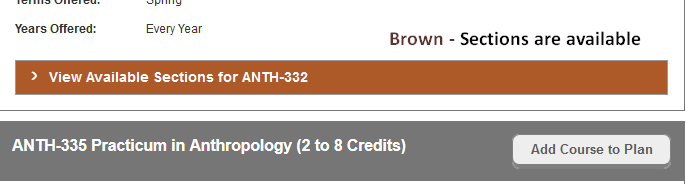 Terms Offered: Spring
Years Offered: Every Year
Brown - Sections are available
› View Available Sections for ANTH-332
ANTH-335 Practicum in Anthropology (2 to 8 Credits)
Add Course to Plan